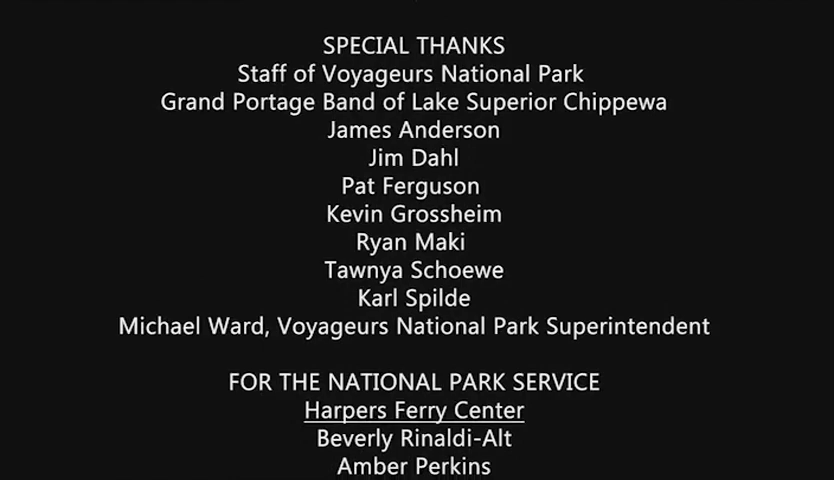 SPECIAL THANKS
Staff of Voyageurs National Park
Grand Portage Band of Lake Superior Chippewa
James Anderson
Jim Dahl
Pat Ferguson
Kevin Grossheim
Ryan Maki
Tawnya Schoewe
Karl Spilde
Michael Ward, Voyageurs National Park Superintendent
FOR THE NATIONAL PARK SERVICE
Harpers Ferry Center
Beverly Rinaldi-Alt
Amber Perkins